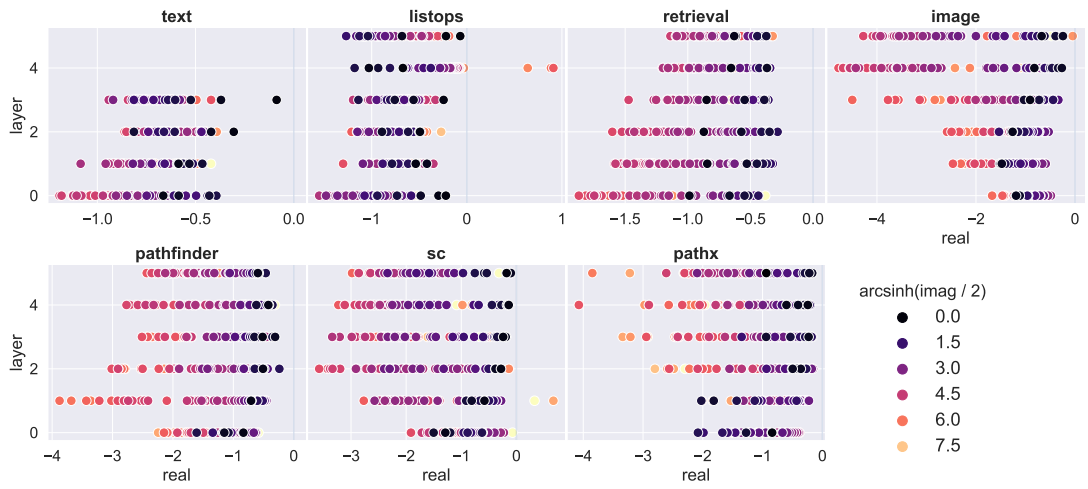 text listops retrieval image
layer
4
2
0
−1.0 −0.5 0.0 −1 0 1 −1.5 −1.0 −0.5 0.0 −4 −2 0
real
pathfinder sc pathx
layer
4
2
0
−4 −3 −2 −1 0 −4 −3 −2 −1 0 −4 −3 −2 −1 0
real real real
arcsinh(imag / 2)
0.0
1.5
3.0
4.5
6.0
7.5